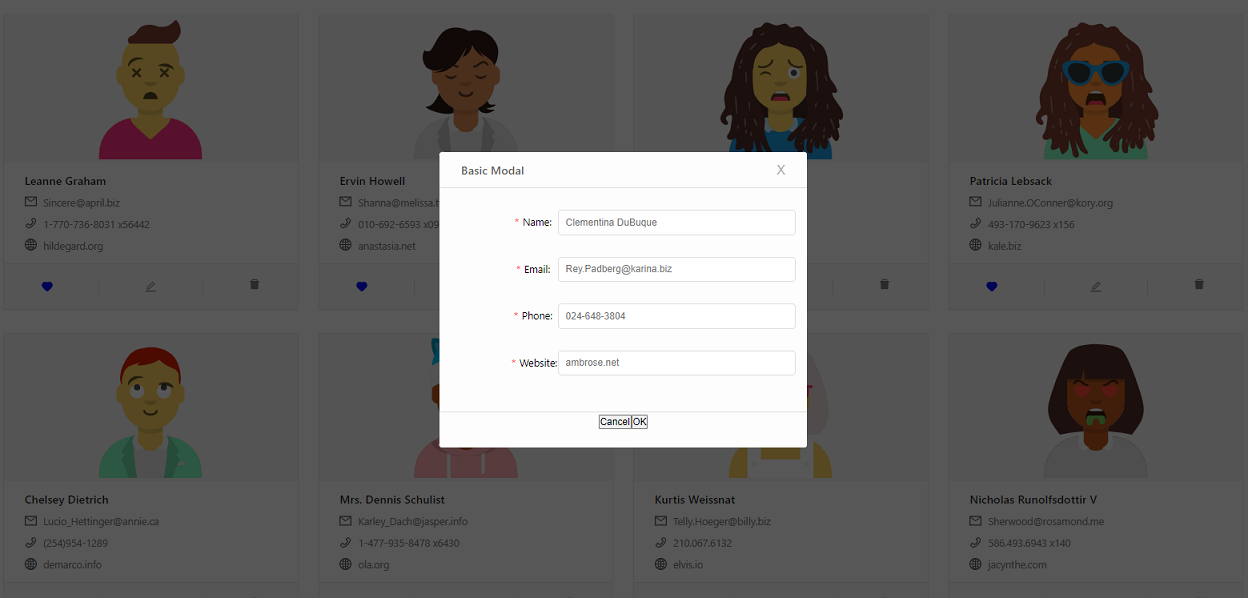 Basic Modal X
* Name: Clementina DuBuque
* Email: Rey.Padberg@karina.biz
* Phone: 024-648-3804
* Website: ambrose.net
Cancel OK
Leanne Graham
Sincere@april.biz
1-770-736-8031 x56442
hildegard.org
Ervin Howell
010-692-6593 x09
anastasia.net
Patricia Lebsack
Julianne.OConner@kory.org
493-170-9623 x156
kale.biz
Chelsey Dietrich
Lucio_Hettinger@annie.ca
(254)954-1289
demarco.info
Mrs. Dennis Schulist
Karley_Dach@jasper.info
1-477-935-8478 x6430
ola.org
Kurtis Weissnat
Telly.Hoeger@billy.biz
210.067.6132
elvis.io
Nicholas Runolfsdottir V
Sherwood@rosamond.me
586.493.6943 x140
jacynthe.com